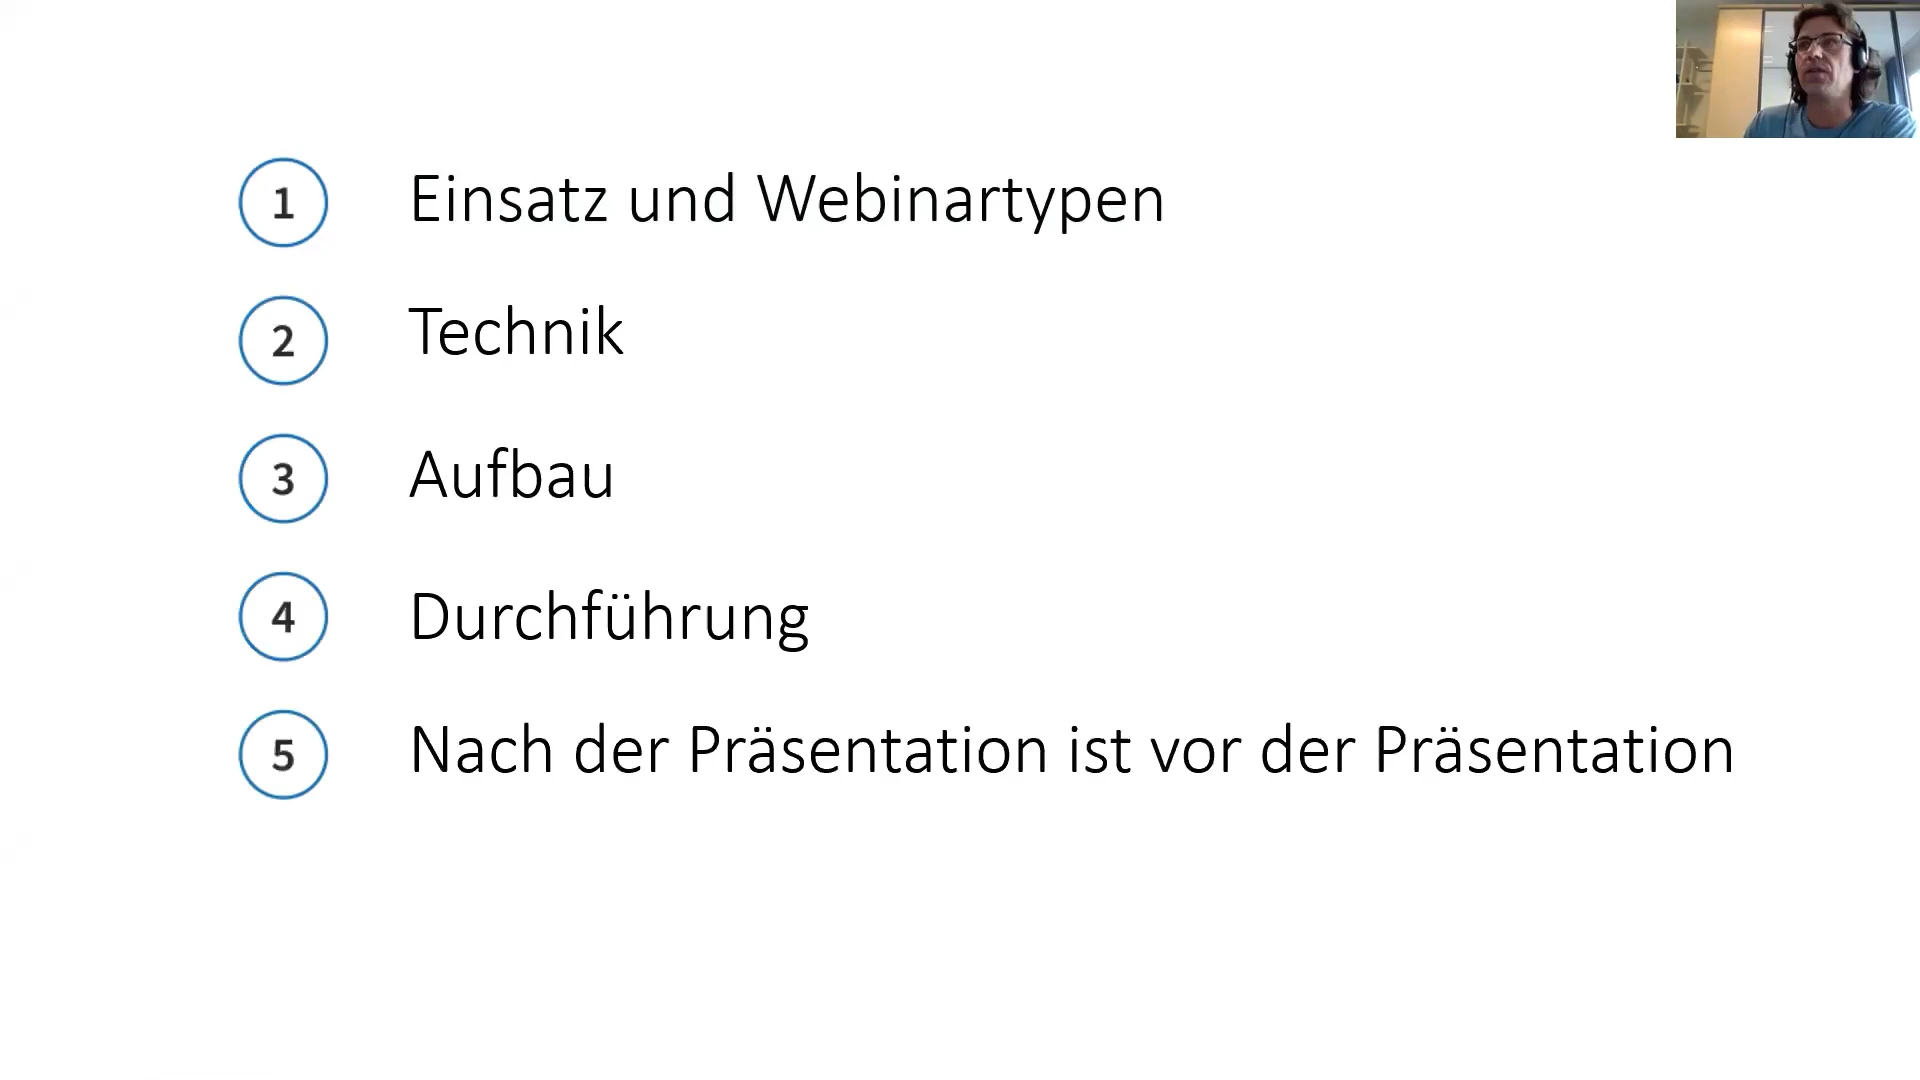 1 Einsatz und Webinartypen
2 Technik
3 Aufbau
4 Durchführung
5 Nach der Präsentation ist vor der Präsentation